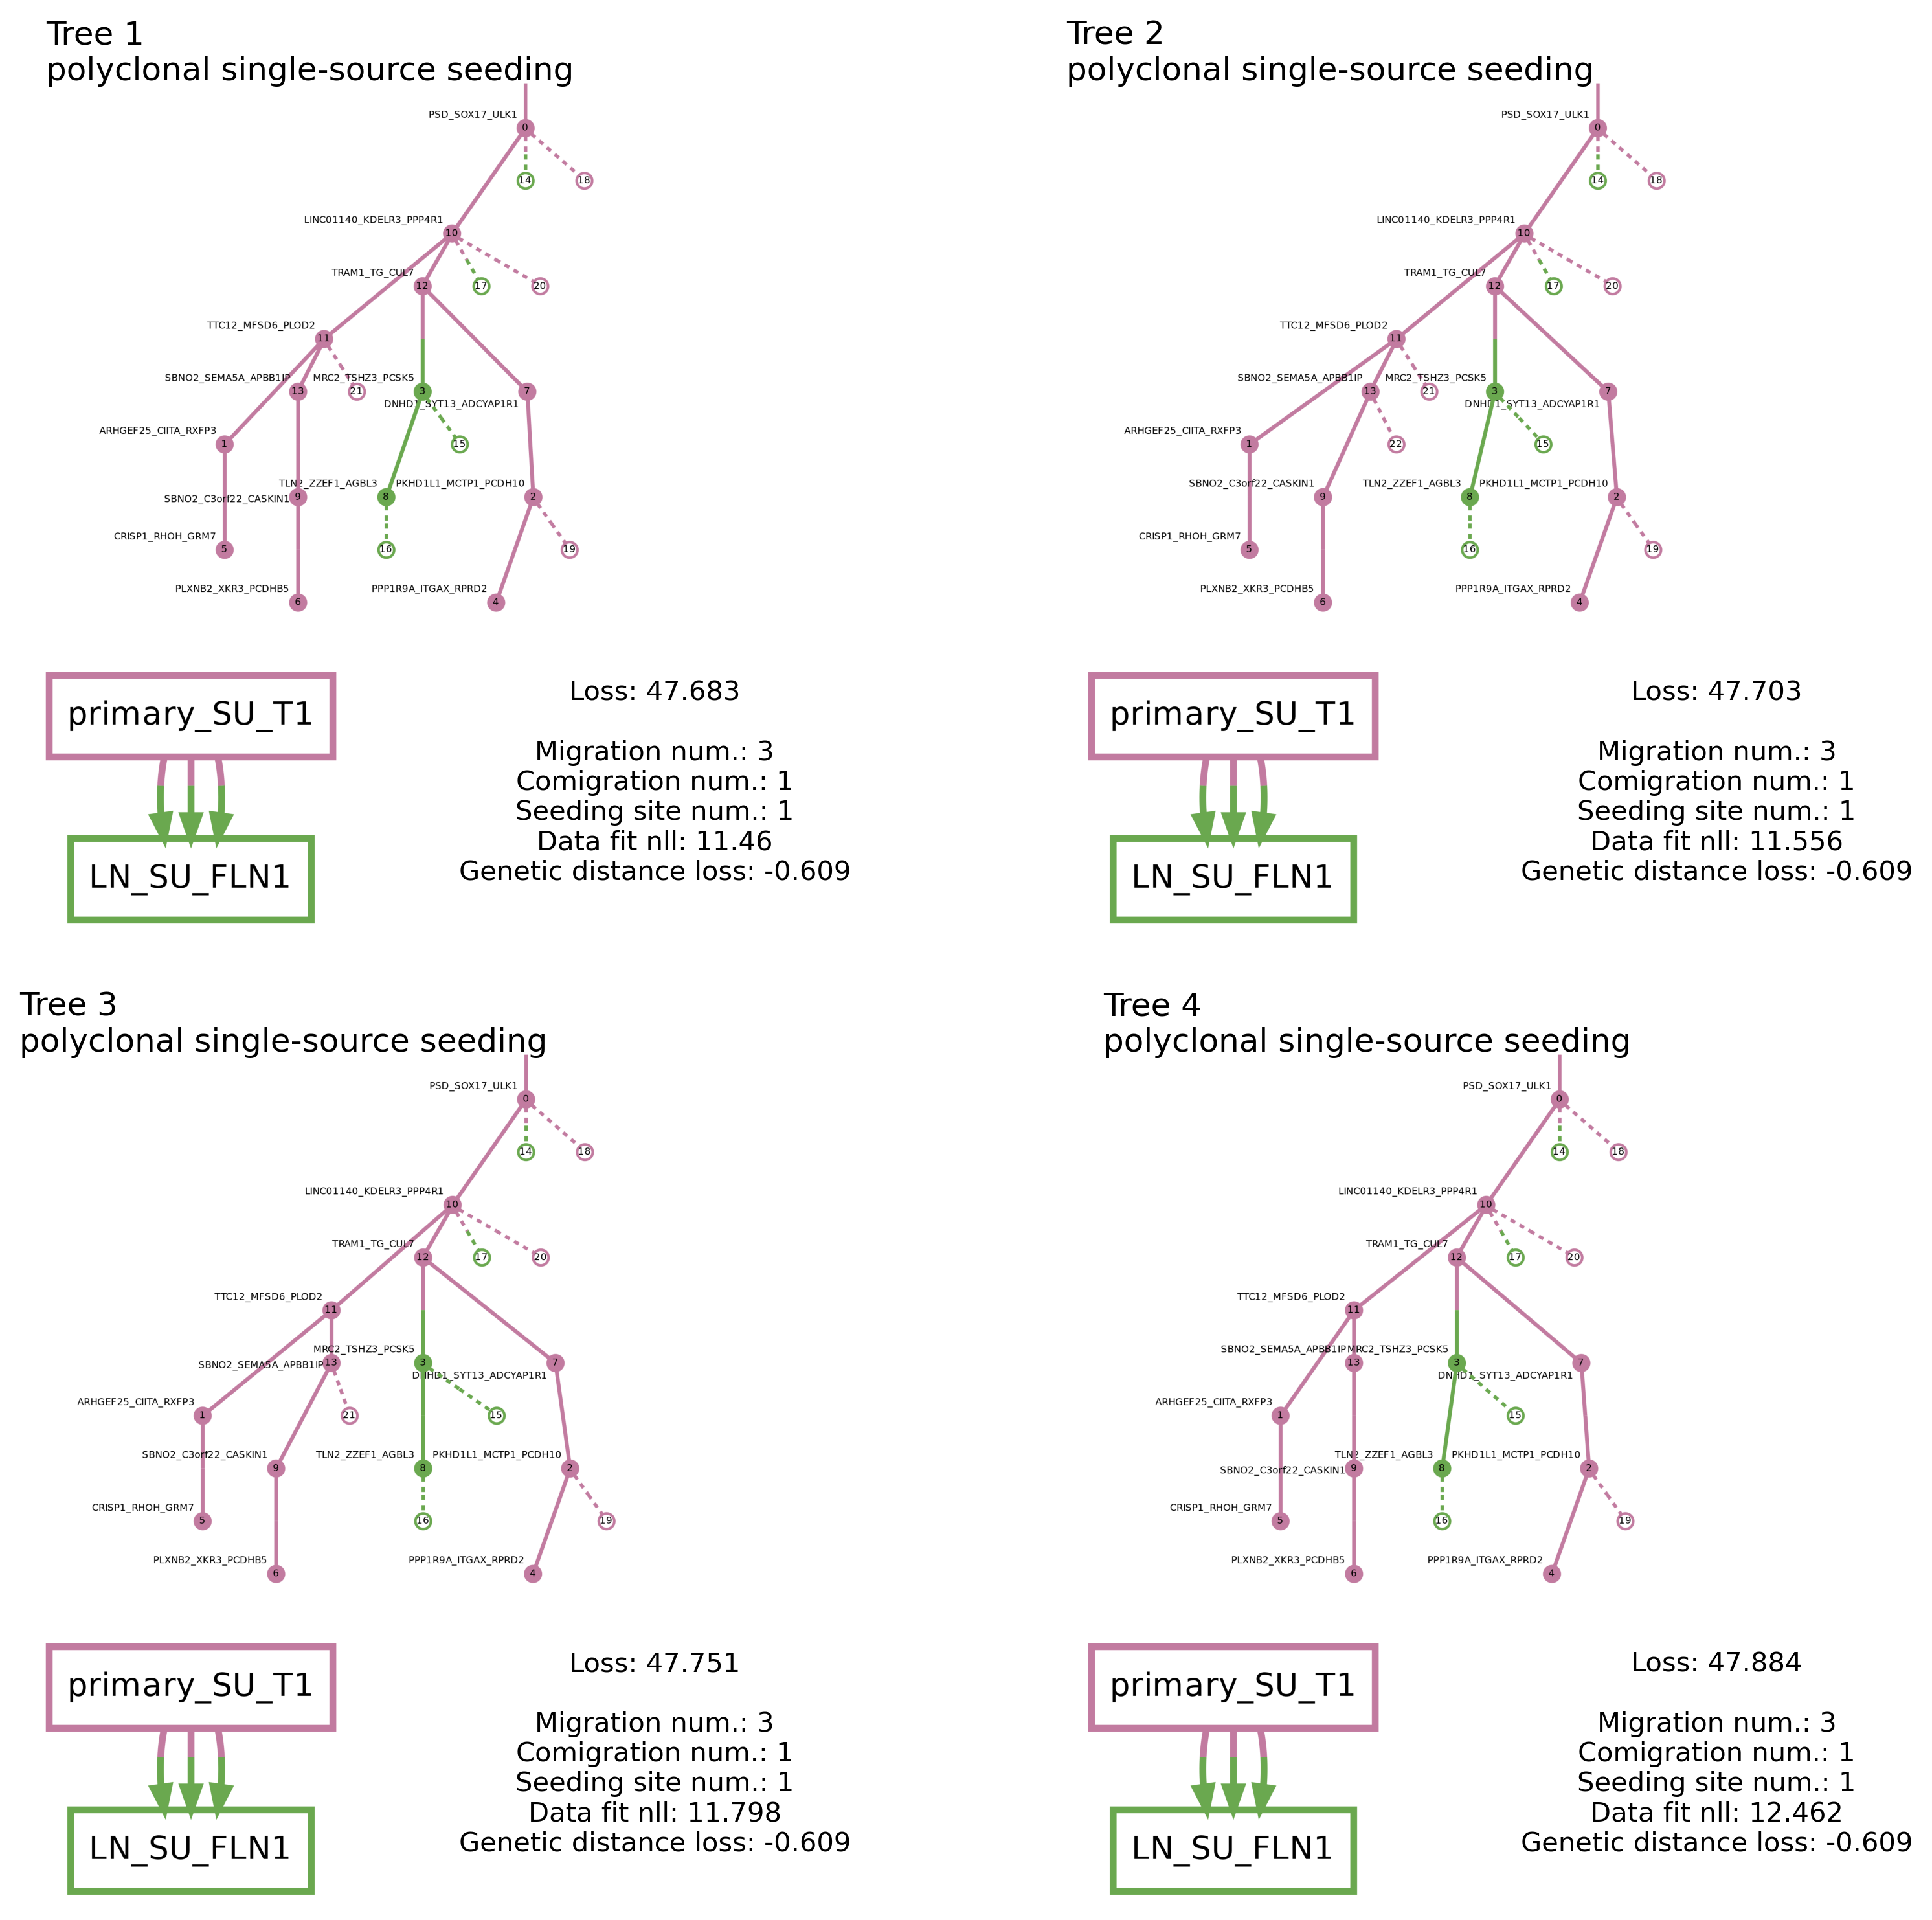 Tree 1
polyclonal single-source seeding
PSD_SOX17_ULK1
0
14
18
LINC01140_KDELR3_PPP4R1
10
TRAM1_TG_CUL7
12
17
20
TTC12_MFSD6_PLOD2
11
SBNO2_SEMA5A_APBB1IP
13
21
MRC2_TSHZ3_PCSK5
3
7
DNHD1_SYT13_ADCYAP1R1
ARHGEF25_CIITA_RXFP3
1
15
TLN2_ZZEF1_AGBL3
8
PKHD1L1_MCTP1_PCDH10
2
SBNO2_C3orf22_CASKIN1
9
CRISP1_RHOH_GRM7
5
16
19
PLXNB2_XKR3_PCDHB5
6
PPP1R9A_ITGAX_RPRD2
4
primary_SU_T1
LN_SU_FLN1
Loss: 47.683
Migration num.: 3
Comigration num.: 1
Seeding site num.: 1
Data fit nll: 11.46
Genetic distance loss: -0.609
Tree 2
polyclonal single-source seeding
PSD_SOX17_ULK1
0
14
18
LINC01140_KDELR3_PPP4R1
10
TRAM1_TG_CUL7
12
17
20
TTC12_MFSD6_PLOD2
11
SBNO2_SEMA5A_APBB1IP
13
21
MRC2_TSHZ3_PCSK5
3
7
DNHD1_SYT13_ADCYAP1R1
ARHGEF25_CIITA_RXFP3
1
22
15
SBNO2_C3orf22_CASKIN1
9
TLN2_ZZEF1_AGBL3
8
PKHD1L1_MCTP1_PCDH10
2
CRISP1_RHOH_GRM7
5
16
19
PLXNB2_XKR3_PCDHB5
6
PPP1R9A_ITGAX_RPRD2
4
primary_SU_T1
LN_SU_FLN1
Loss: 47.703
Migration num.: 3
Comigration num.: 1
Seeding site num.: 1
Data fit nll: 11.556
Genetic distance loss: -0.609
Tree 3
polyclonal single-source seeding
PSD_SOX17_ULK1
0
14
18
LINC01140_KDELR3_PPP4R1
10
TRAM1_TG_CUL7
12
17
20
TTC12_MFSD6_PLOD2
11
MRC2_TSHZ3_PCSK5
3
SBNO2_SEMA5A_APBB1IP
13
7
DNHD1_SYT13_ADCYAP1R1
ARHGEF25_CIITA_RXFP3
1
21
15
SBNO2_C3orf22_CASKIN1
9
TLN2_ZZEF1_AGBL3
8
PKHD1L1_MCTP1_PCDH10
2
CRISP1_RHOH_GRM7
5
16
19
PLXNB2_XKR3_PCDHB5
6
PPP1R9A_ITGAX_RPRD2
4
primary_SU_T1
LN_SU_FLN1
Loss: 47.751
Migration num.: 3
Comigration num.: 1
Seeding site num.: 1
Data fit nll: 11.798
Genetic distance loss: -0.609
Tree 4
polyclonal single-source seeding
PSD_SOX17_ULK1
0
14
18
LINC01140_KDELR3_PPP4R1
10
TRAM1_TG_CUL7
12
17
20
TTC12_MFSD6_PLOD2
11
SBNO2_SEMA5A_APBB1IP
13
MRC2_TSHZ3_PCSK5
3
7
DNHD1_SYT13_ADCYAP1R1
ARHGEF25_CIITA_RXFP3
1
15
TLN2_ZZEF1_AGBL3
8
PKHD1L1_MCTP1_PCDH10
2
SBNO2_C3orf22_CASKIN1
9
CRISP1_RHOH_GRM7
5
16
19
PLXNB2_XKR3_PCDHB5
6
PPP1R9A_ITGAX_RPRD2
4
primary_SU_T1
LN_SU_FLN1
Loss: 47.884
Migration num.: 3
Comigration num.: 1
Seeding site num.: 1
Data fit nll: 12.462
Genetic distance loss: -0.609